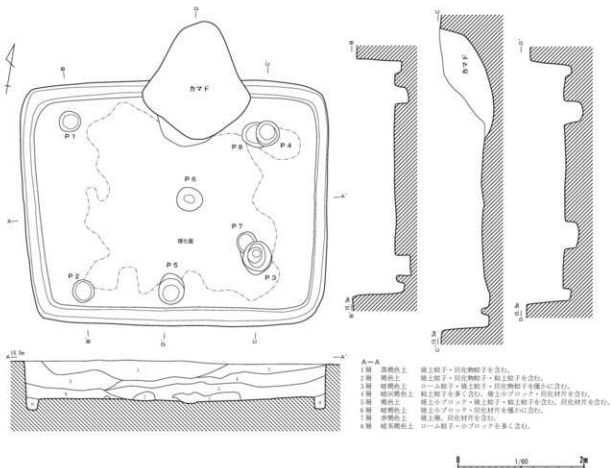 D
B
C
カマド
P1
P8
P4
P6
硬化面
P7
P5
P2
P3
A
A'
B
D
C
カマド
15.5m
A
A'
1
2
3
A—A
1層 黒褐色土 焼土粒子・炭化物粒子を含む。
2層 褐色土 焼土粒子・炭化物粒子・粘土粒子を含む。
3層 暗褐色土 ローム粒子・焼土粒子・炭化物粒子を僅かに含む。
4層 暗灰褐色土 粘土粒子を多く含む。焼土小ブロック・炭化材片を含む。
5層 褐色土 焼土小ブロック・焼土粒子・粘土粒子を含む。炭化材片を含む。
6層 暗褐色土 焼土小ブロック・炭化材片を僅かに含む。
7層 赤褐色土 焼土層。炭化材片を含む。
8層 暗茶褐色土 ローム粒子・小ブロックを多く含む。
0 1/60 2m